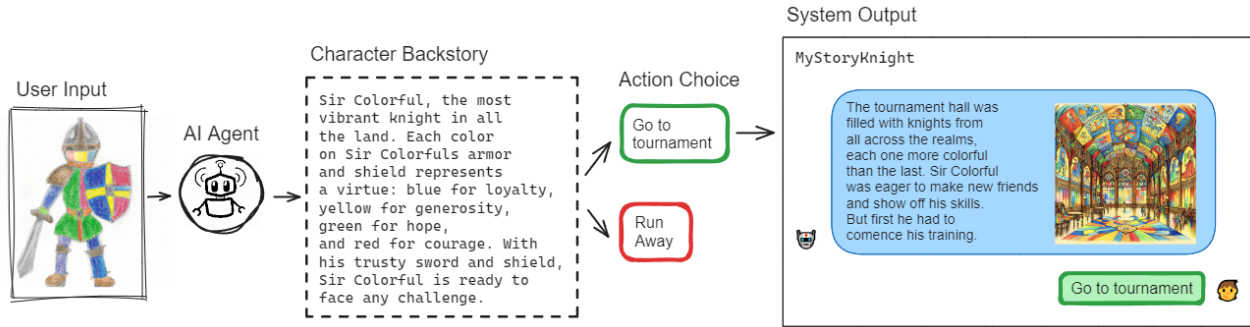 User Input
AI Agent
Character Backstory
Sir Colorful, the most
vibrant knight in all
the land. Each color
on Sir Colorfuls armor
and shield represents
a virtue: blue for loyalty,
yellow for generosity,
green for hope,
and red for courage. With
his trusty sword and shield,
Sir Colorful is ready to
face any challenge.
Action Choice
Go to
tournament
Run
Away
System Output
MyStoryKnight
The tournament hall was
filled with knights from
all across the realms,
each one more colorful
than the last. Sir Colorful
was eager to make new friends
and show off his skills.
But first he had to
comence his training.
Go to tournament